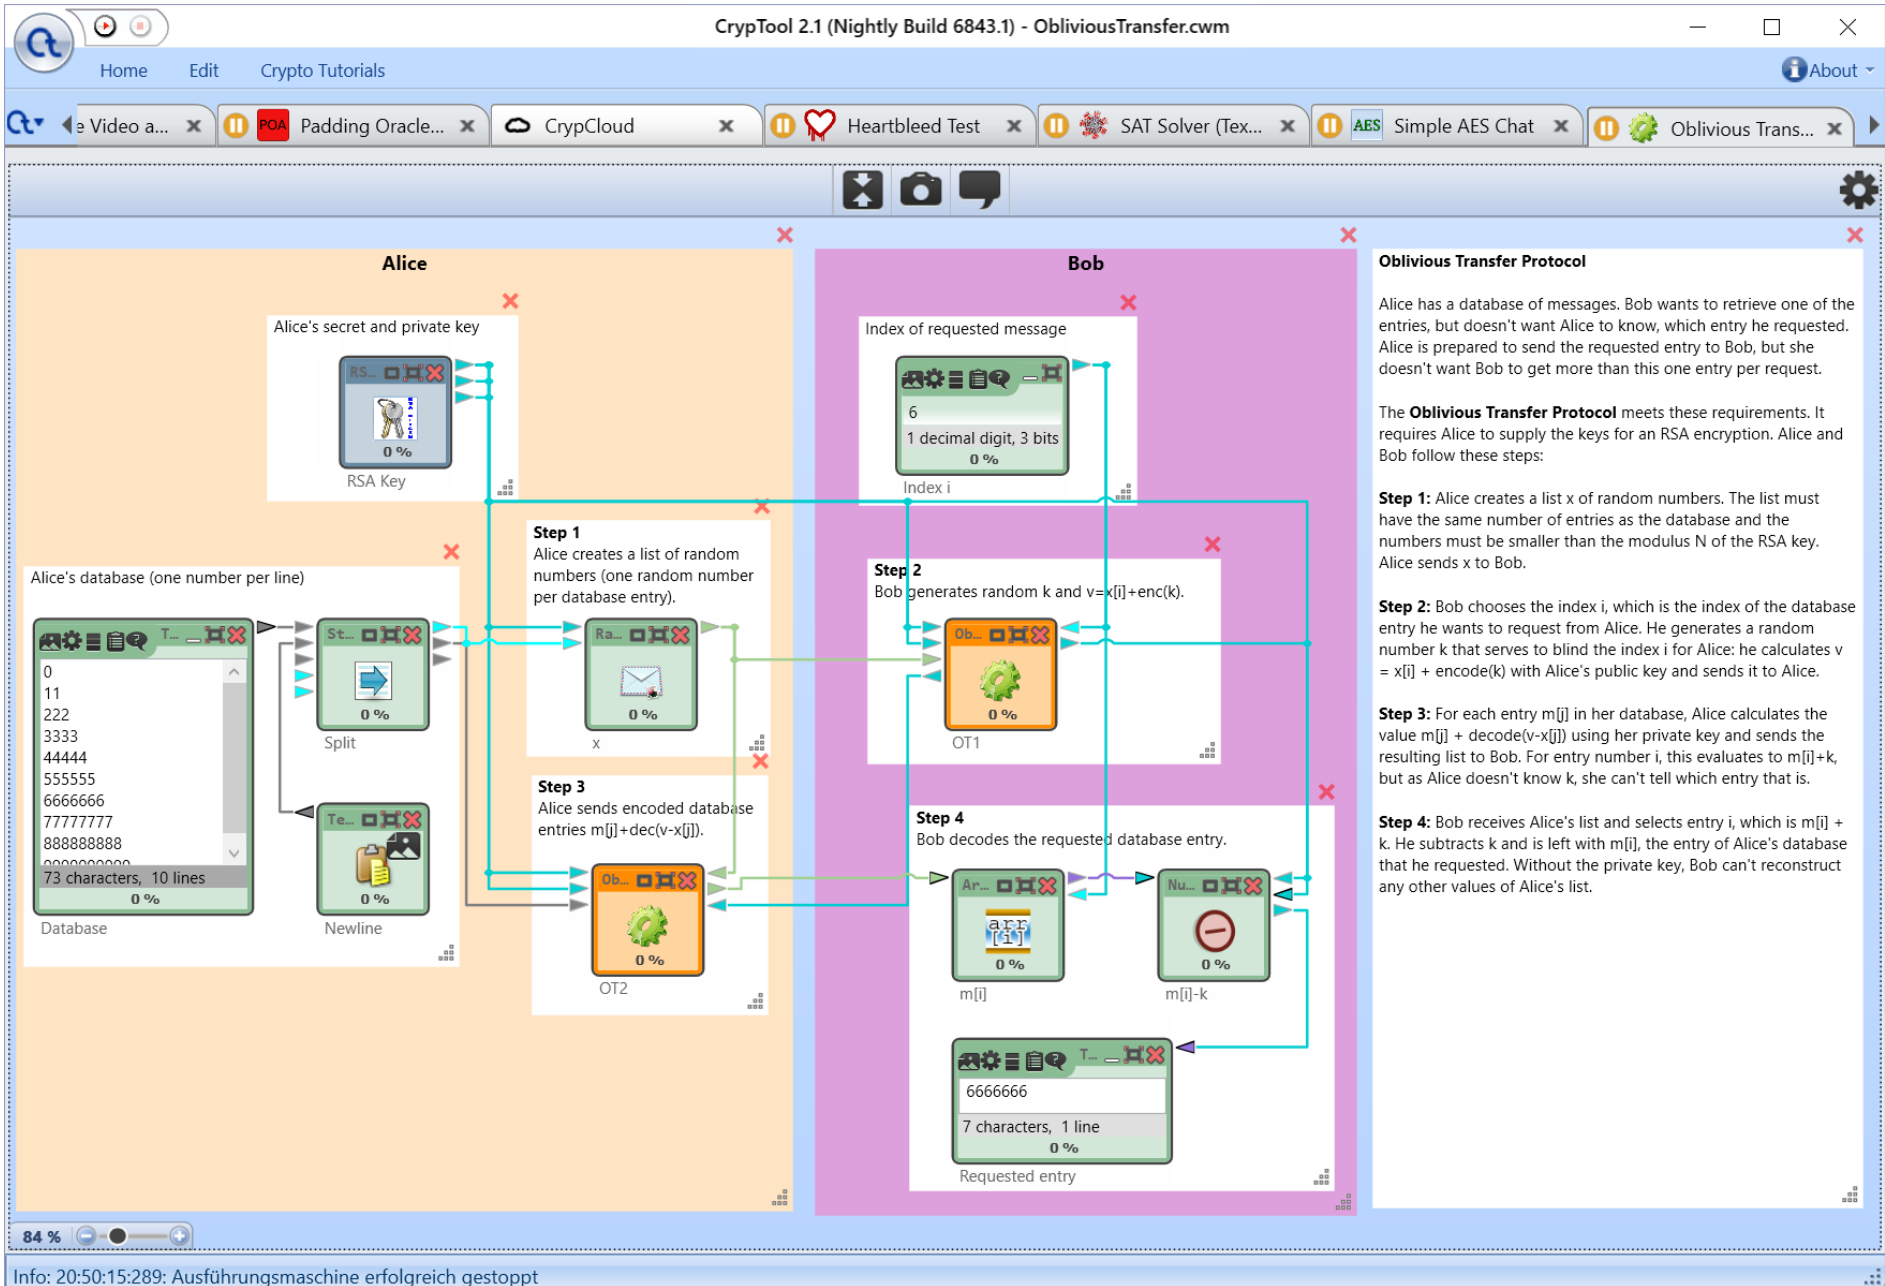 CrypTool 2.1 (Nightly Build 6843.1) - ObliviousTransfer.cwm
Home Edit Crypto Tutorials About
e Video a... Padding Oracle... CrypCloud Heartbleed Test SAT Solver (Tex... Simple AES Chat Oblivious Trans...
POA
AES
Alice
Alice's secret and private key
RS...
0 %
RSA Key
Alice's database (one number per line)
T...
0
11
222
3333
44444
555555
6666666
77777777
888888888
9999999999
73 characters, 10 lines
0 %
Database
St...
0 %
Split
Te...
0 %
Newline
Step 1
Alice creates a list of random
numbers (one random number
per database entry).
Ra...
0 %
x
Step 3
Alice sends encoded database
entries m[j]+dec(v-x[j]).
Ob...
0 %
OT2
Bob
Index of requested message
6
1 decimal digit, 3 bits
0 %
Index i
Step 2
Bob generates random k and v=x[i]+enc(k).
Ob...
0 %
OT1
Step 4
Bob decodes the requested database entry.
Ar...
arr
[i]
0 %
m[i]
Nu...
0 %
m[i]-k
T...
6666666
7 characters, 1 line
0 %
Requested entry
Oblivious Transfer Protocol
Alice has a database of messages. Bob wants to retrieve one of the
entries, but doesn't want Alice to know, which entry he requested.
Alice is prepared to send the requested entry to Bob, but she
doesn't want Bob to get more than this one entry per request.
The Oblivious Transfer Protocol meets these requirements. It
requires Alice to supply the keys for an RSA encryption. Alice and
Bob follow these steps:
Step 1: Alice creates a list x of random numbers. The list must
have the same number of entries as the database and the
numbers must be smaller than the modulus N of the RSA key.
Alice sends x to Bob.
Step 2: Bob chooses the index i, which is the index of the database
entry he wants to request from Alice. He generates a random
number k that serves to blind the index i for Alice: he calculates v
= x[i] + encode(k) with Alice's public key and sends it to Alice.
Step 3: For each entry m[j] in her database, Alice calculates the
value m[j] + decode(v-x[j]) using her private key and sends the
resulting list to Bob. For entry number i, this evaluates to m[i]+k,
but as Alice doesn't know k, she can't tell which entry that is.
Step 4: Bob receives Alice's list and selects entry i, which is m[i] +
k. He subtracts k and is left with m[i], the entry of Alice's database
that he requested. Without the private key, Bob can't reconstruct
any other values of Alice's list.
84 %
Info: 20:50:15:289: Ausführungsmaschine erfolgreich gestoppt